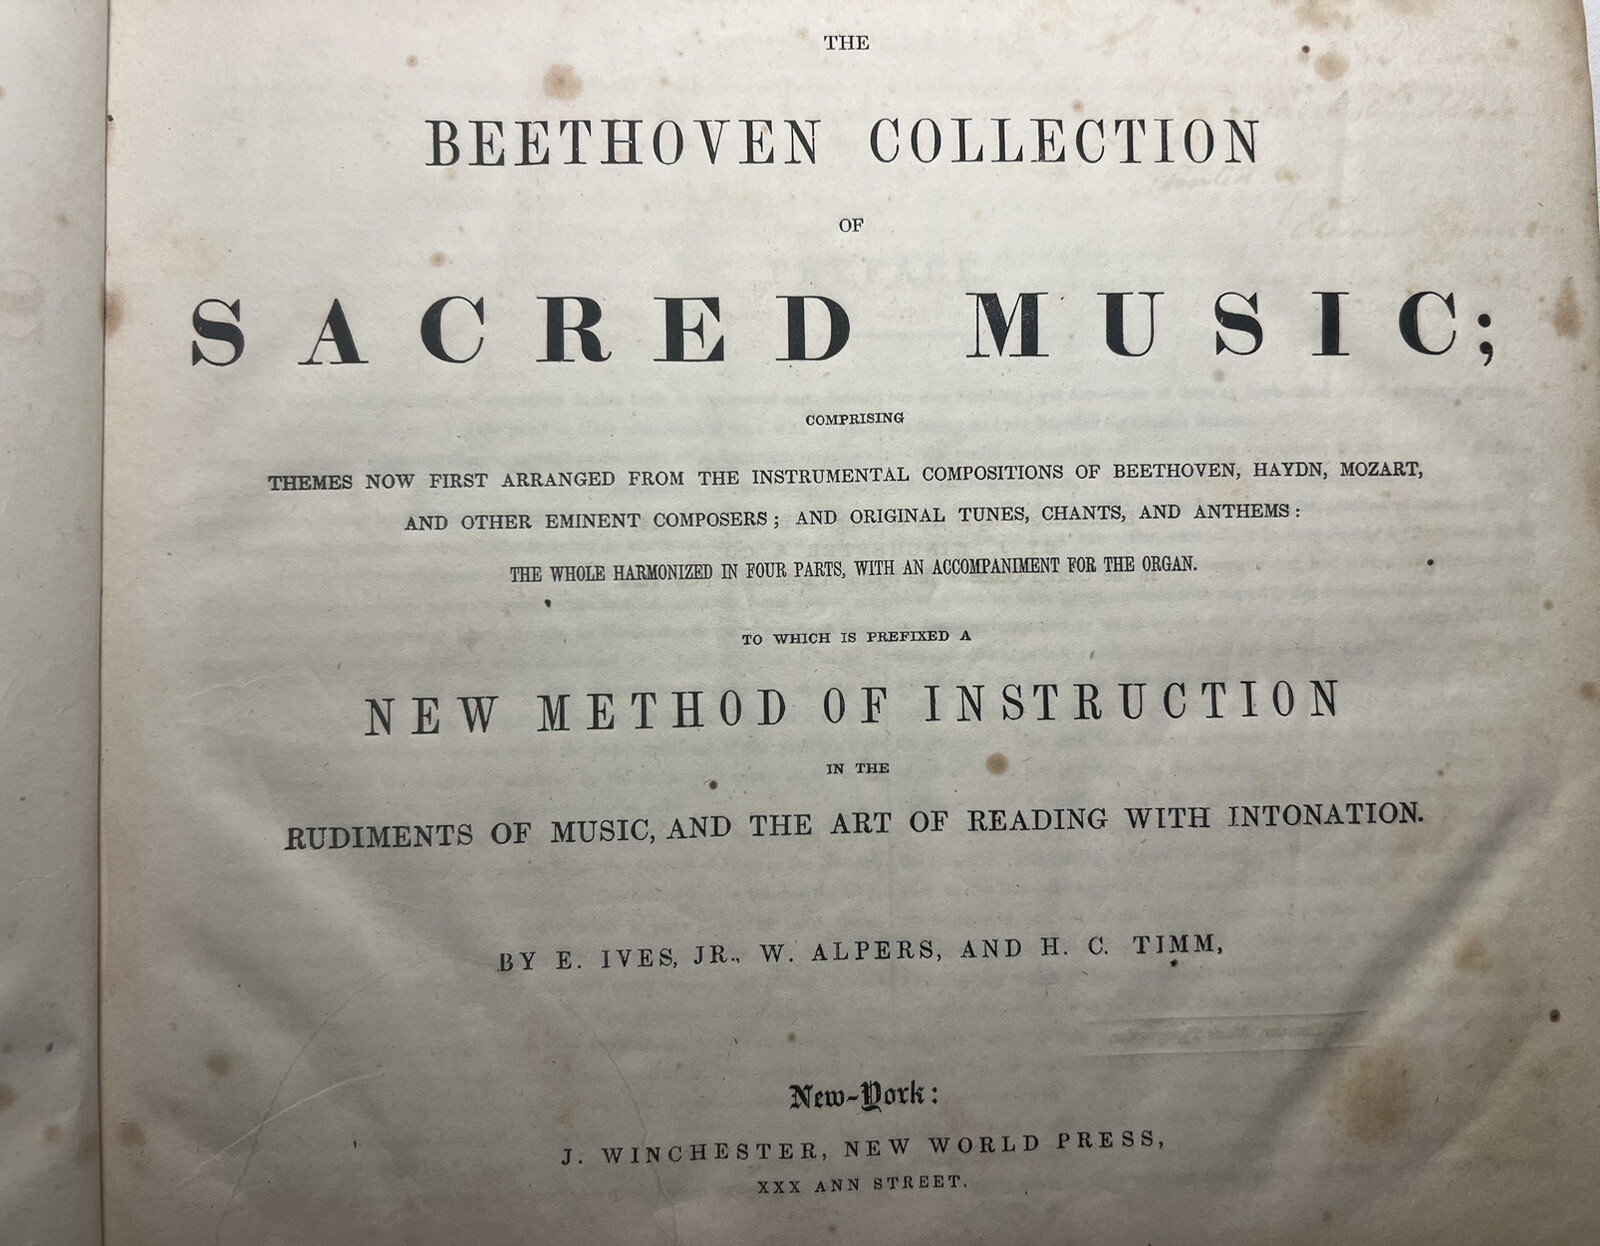 THE
BEETHOVEN COLLECTION
OF
SACRED MUSIC;
COMPRISING
THEMES NOW FIRST ARRANGED FROM THE INSTRUMENTAL COMPOSITIONS OF BEETHOVEN, HAYDN, MOZART,
AND OTHER EMINENT COMPOSERS; AND ORIGINAL TUNES, CHANTS, AND ANTHEMS:
THE WHOLE HARMONIZED IN FOUR PARTS, WITH AN ACCOMPANIMENT FOR THE ORGAN.
TO WHICH IS PREFIXED A
NEW METHOD OF INSTRUCTION
IN THE
RUDIMENTS OF MUSIC, AND THE ART OF READING WITH INTONATION.
BY E. IVES, JR., W. ALPERS, AND H. C. TIMM,
New-York:
J. WINCHESTER, NEW WORLD PRESS,
XXX ANN STREET.